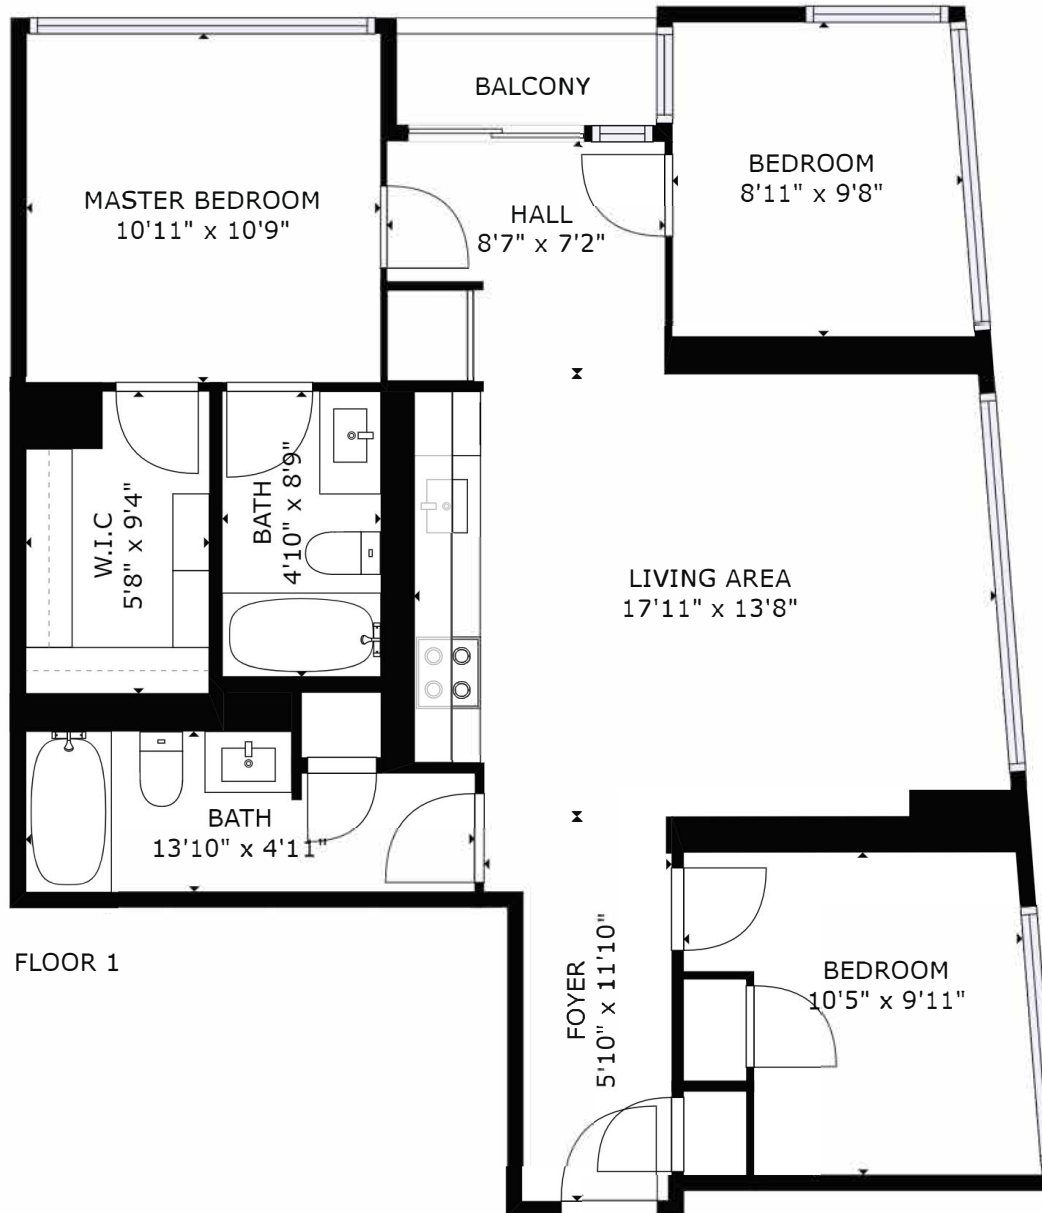 BALCONY
BEDROOM
8'11" x 9'8"
MASTER BEDROOM
10'11" x 10'9"
HALL
8'7" x 7'2"
W.I.C
5'8" x 9'4"
BATH
4'10" x 8'9"
LIVING AREA
17'11" x 13'8"
BATH
13'10" x 4'11"
FLOOR 1
FOYER
5'10" x 11'10"
BEDROOM
10'5" x 9'11"